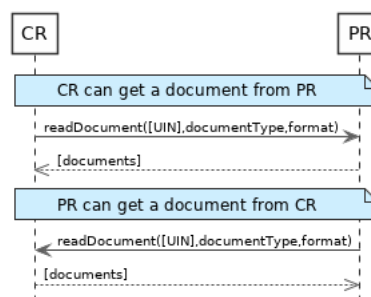 CR
PR
CR can get a document from PR
readDocument([UIN],documentType,format)
[documents]
PR can get a document from CR
readDocument([UIN],documentType,format)
[documents]